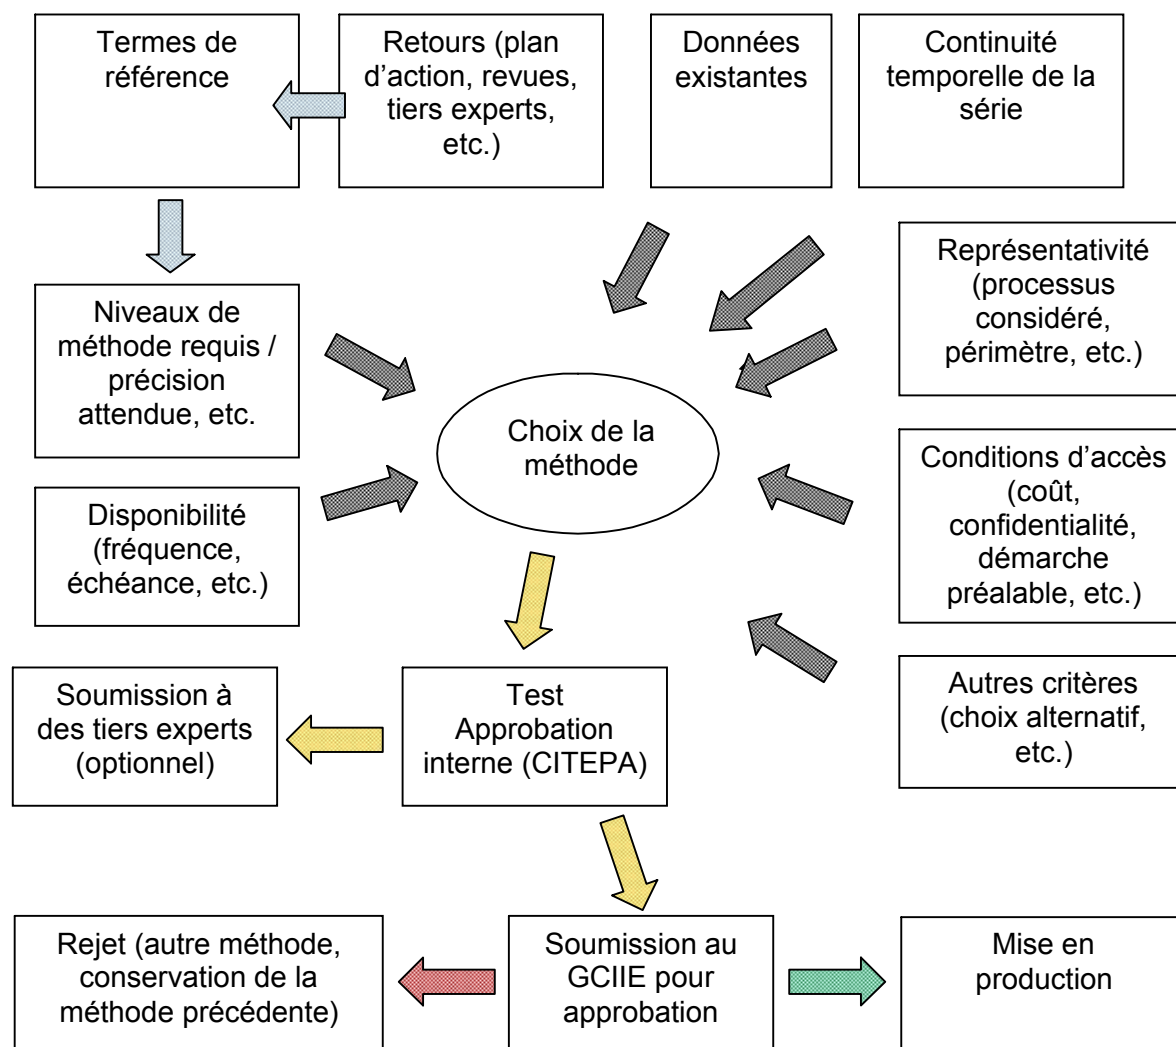 Termes de
référence
Retours (plan
d’action, revues,
tiers experts,
etc.)
Données
existantes
Continuité
temporelle de la
série
Représentativité
(processus
considéré,
périmètre, etc.)
Niveaux de
méthode requis /
précision
attendue, etc.
Choix de la
méthode
Conditions d’accès
(coût,
confidentialité,
démarche
préalable, etc.)
Disponibilité
(fréquence,
échéance, etc.)
Autres critères
(choix alternatif,
etc.)
Test
Approbation
interne (CITEPA)
Soumission à
des tiers experts
(optionnel)
Soumission au
GCIIE pour
approbation
Rejet (autre méthode,
conservation de la
méthode précédente)
Mise en
production